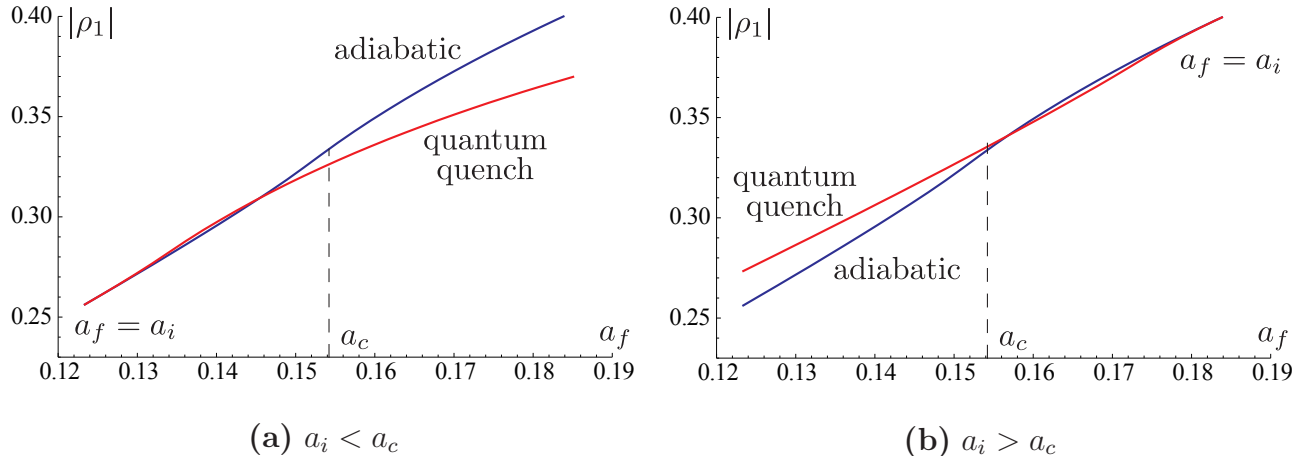 |ρ₁|
0.40
0.35
0.30
0.25
adiabatic
quantum
quench
a_f = a_i
a_c
a_f
0.12 0.13 0.14 0.15 0.16 0.17 0.18 0.19
(a) a_i < a_c
|ρ₁|
0.40
0.35
0.30
0.25
a_f = a_i
quantum
quench
adiabatic
a_c
a_f
0.12 0.13 0.14 0.15 0.16 0.17 0.18 0.19
(b) a_i > a_c